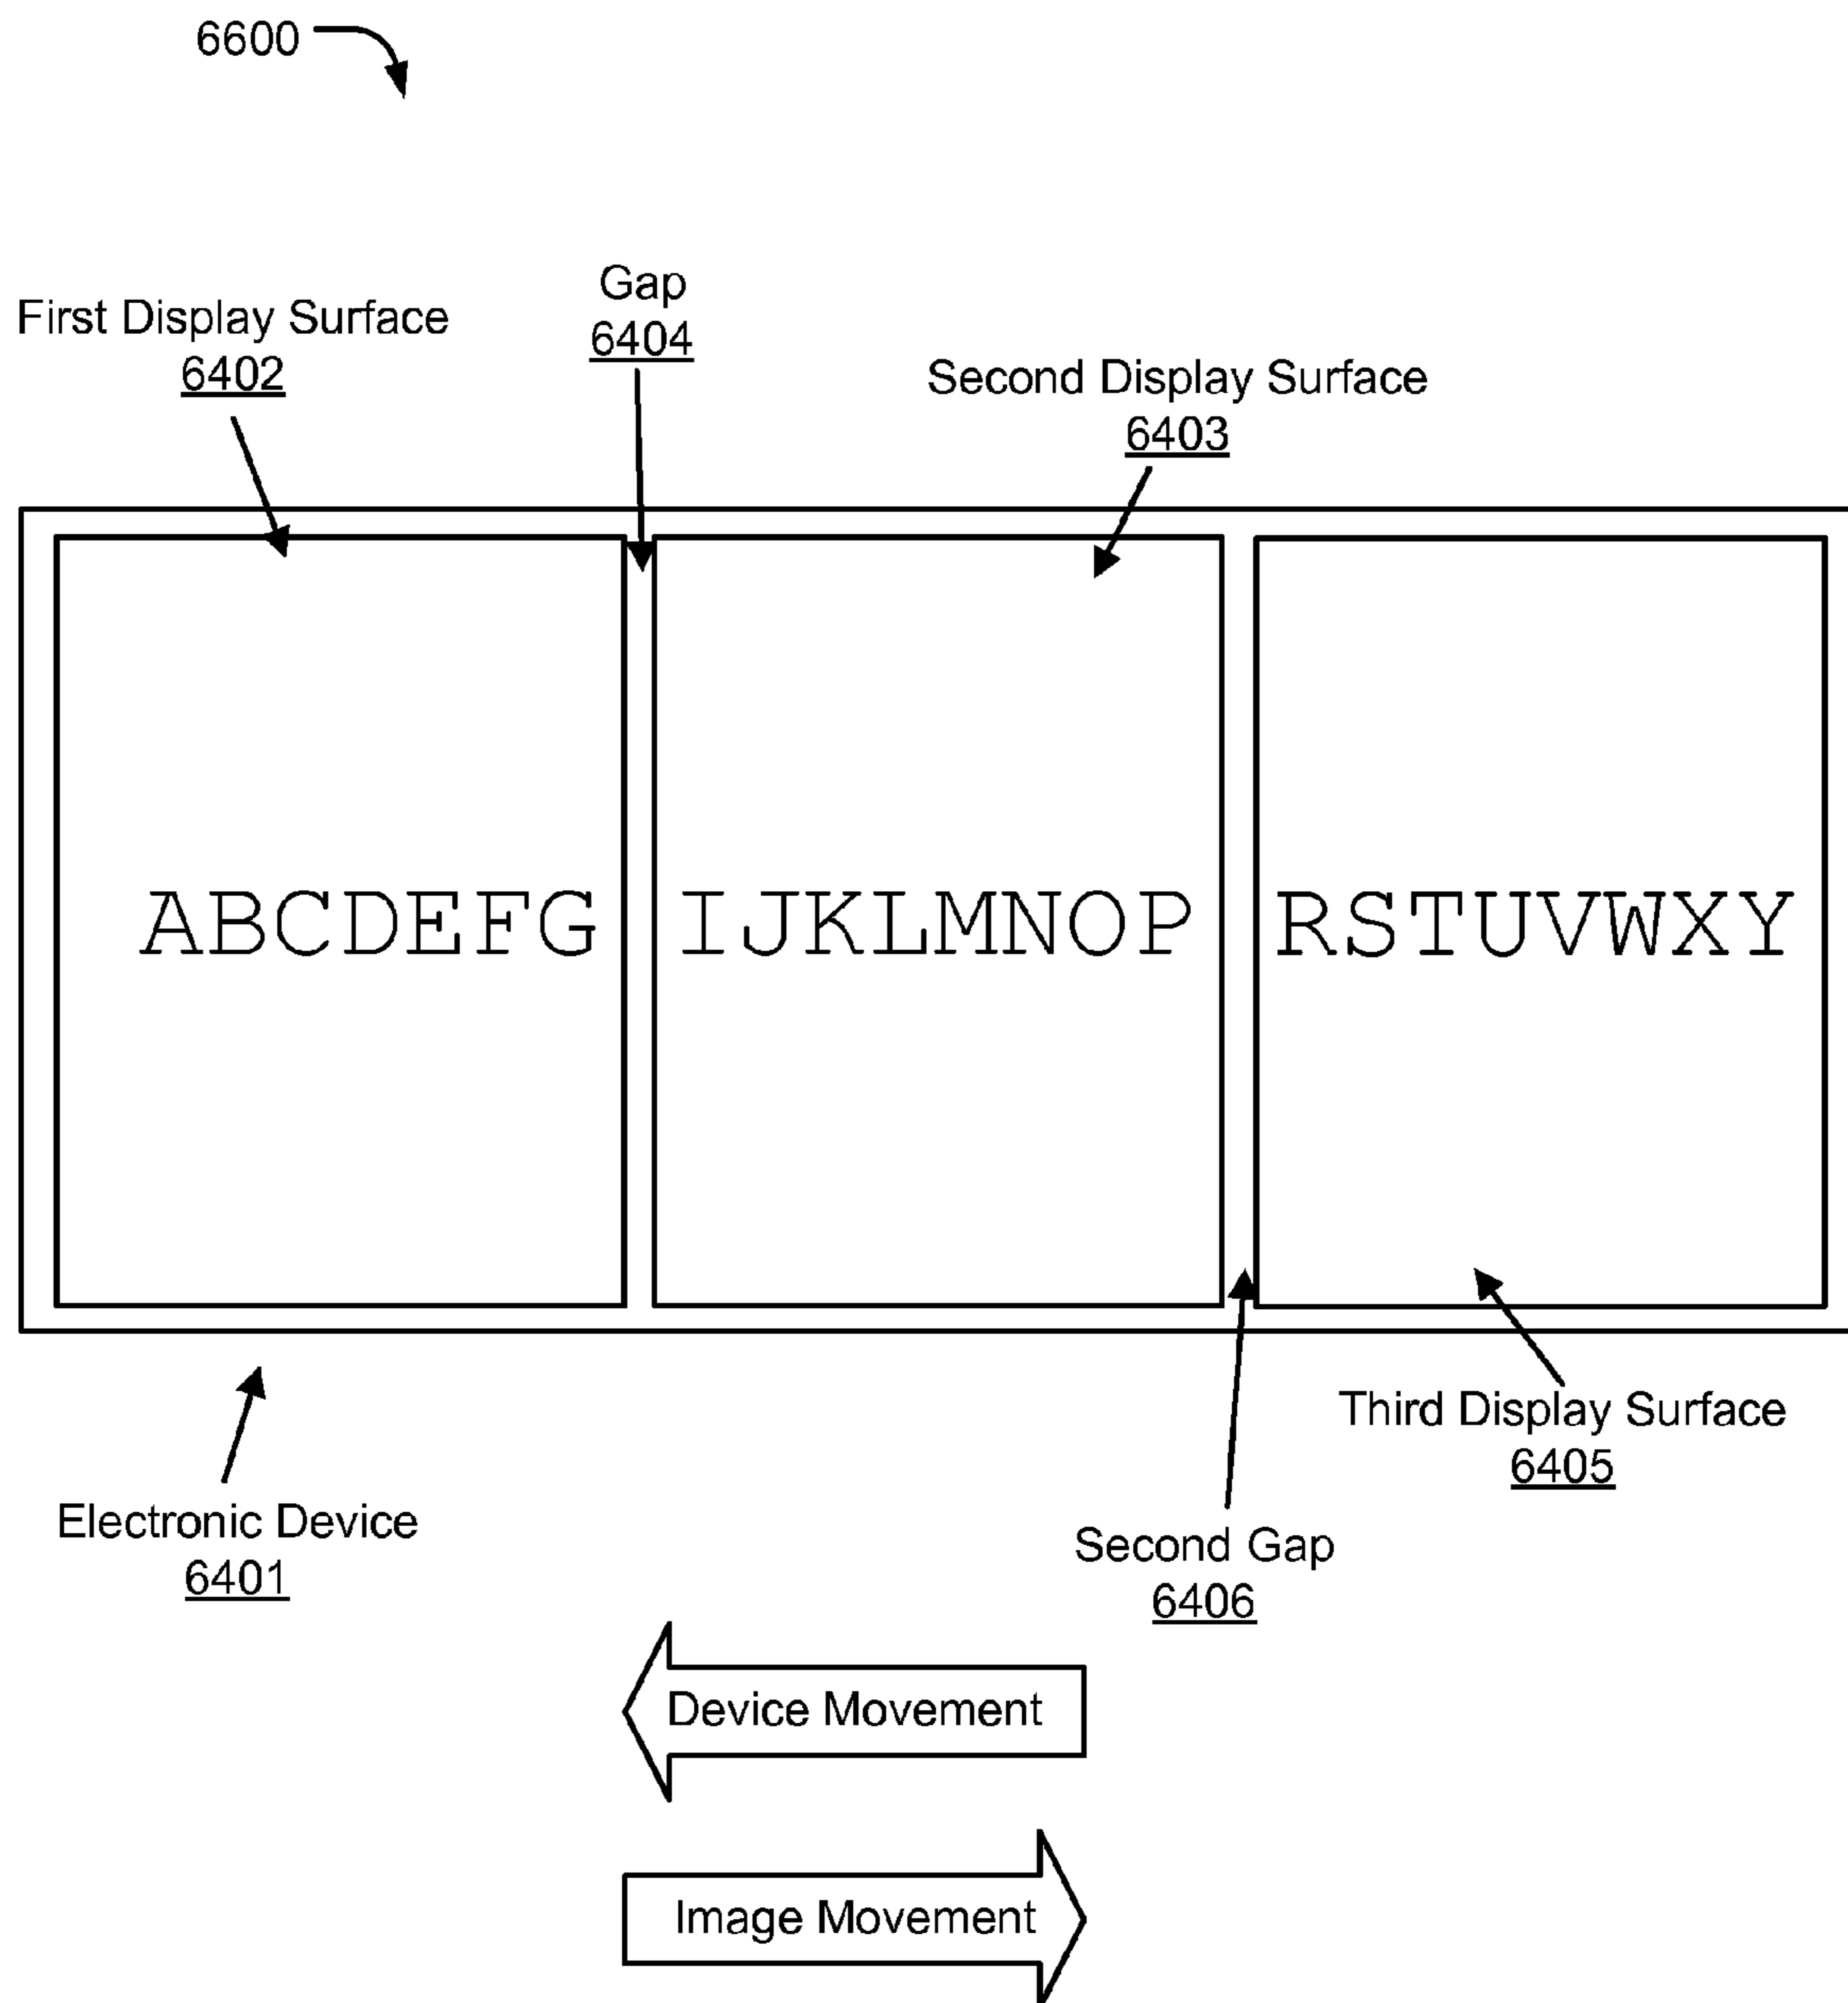 6600
First Display Surface
6402
Gap
6404
Second Display Surface
6403
ABCDEFG
IJKLMNOP
RSTUVWXY
Electronic Device
6401
Second Gap
6406
Third Display Surface
6405
Device Movement
Image Movement